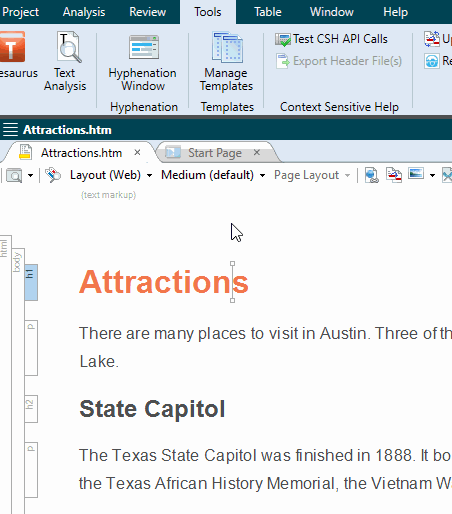 Project Analysis Review Tools Table Window Help
Test CSH API Calls
Export Header File(s)
esaurus Text Analysis Hyphenation Window Manage Templates
Hyphenation Templates Context Sensitive Help
Attractions.htm
Attractions.htm Start Page
Layout (Web) Medium (default) Page Layout
(text markup)
html
body
h1
Attractions
p
There are many places to visit in Austin. Three of th
Lake.
h2
State Capitol
p
The Texas State Capitol was finished in 1888. It bo
the Texas African History Memorial, the Vietnam W